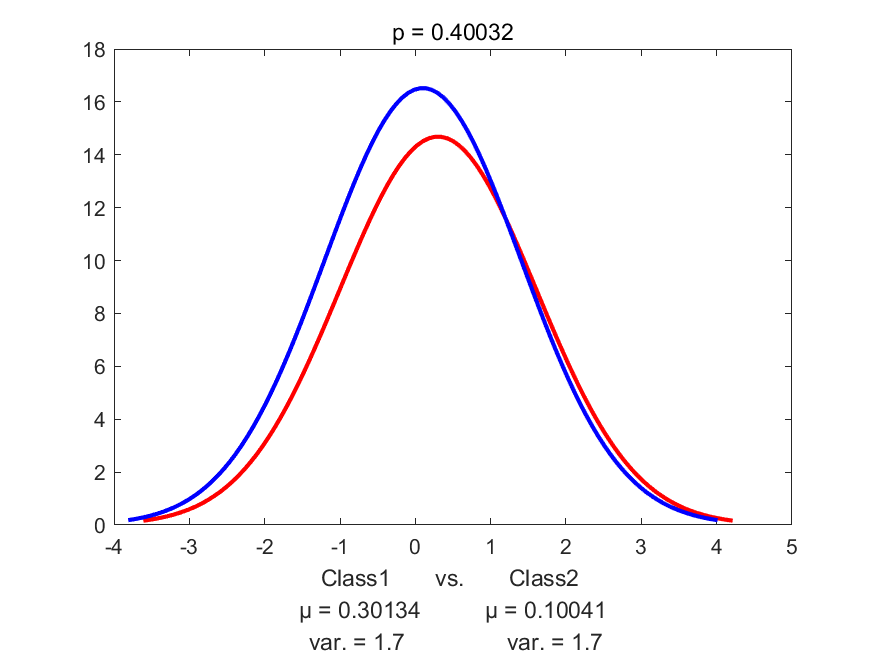 p = 0.40032
18
16
14
12
10
8
6
4
2
0
-4 -3 -2 -1 0 1 2 3 4 5
Class1 vs. Class2
μ = 0.30134 μ = 0.10041
var. = 1.7 var. = 1.7